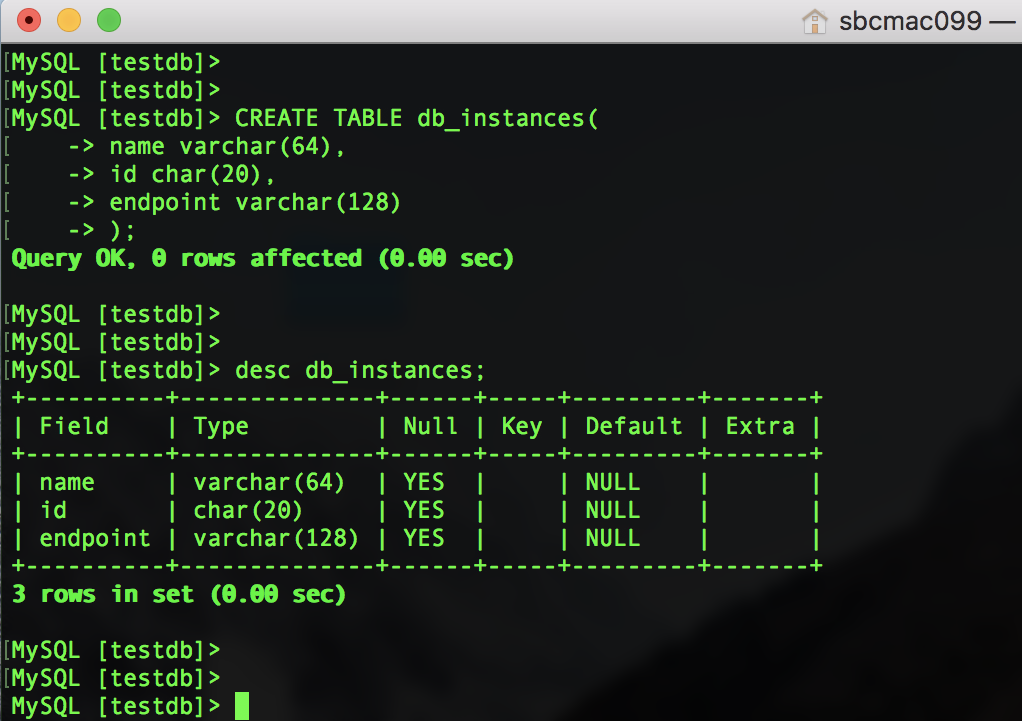 sbcmac099 —
[MySQL [testdb]>
[MySQL [testdb]>
[MySQL [testdb]> CREATE TABLE db_instances(
[    -> name varchar(64),
[    -> id char(20),
[    -> endpoint varchar(128)
[    -> );
Query OK, 0 rows affected (0.00 sec)
[MySQL [testdb]>
[MySQL [testdb]>
[MySQL [testdb]> desc db_instances;
+----------+--------------+------+-----+---------+-------+
| Field    | Type         | Null | Key | Default | Extra |
+----------+--------------+------+-----+---------+-------+
| name     | varchar(64)  | YES  |     | NULL    |       |
| id       | char(20)     | YES  |     | NULL    |       |
| endpoint | varchar(128) | YES  |     | NULL    |       |
+----------+--------------+------+-----+---------+-------+
3 rows in set (0.00 sec)
[MySQL [testdb]>
[MySQL [testdb]>
MySQL [testdb]>